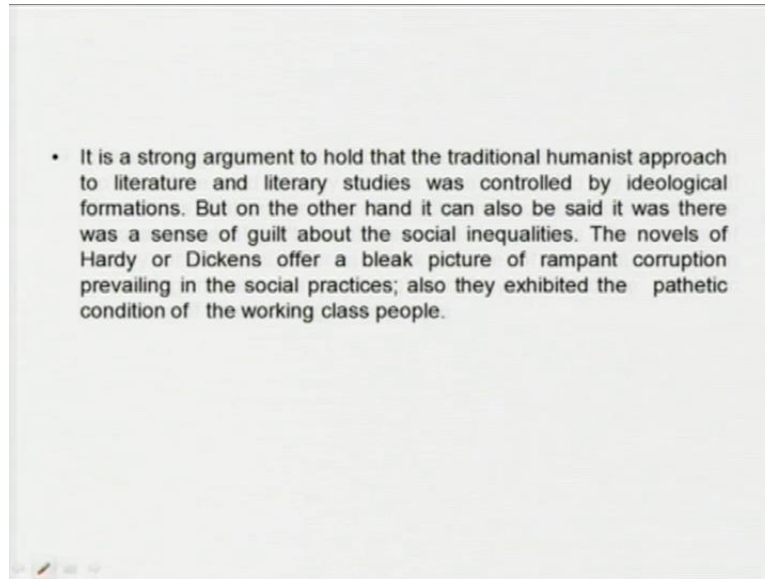 • It is a strong argument to hold that the traditional humanist approach
to literature and literary studies was controlled by ideological
formations. But on the other hand it can also be said it was there
was a sense of guilt about the social inequalities. The novels of
Hardy or Dickens offer a bleak picture of rampant corruption
prevailing in the social practices; also they exhibited the pathetic
condition of the working class people.